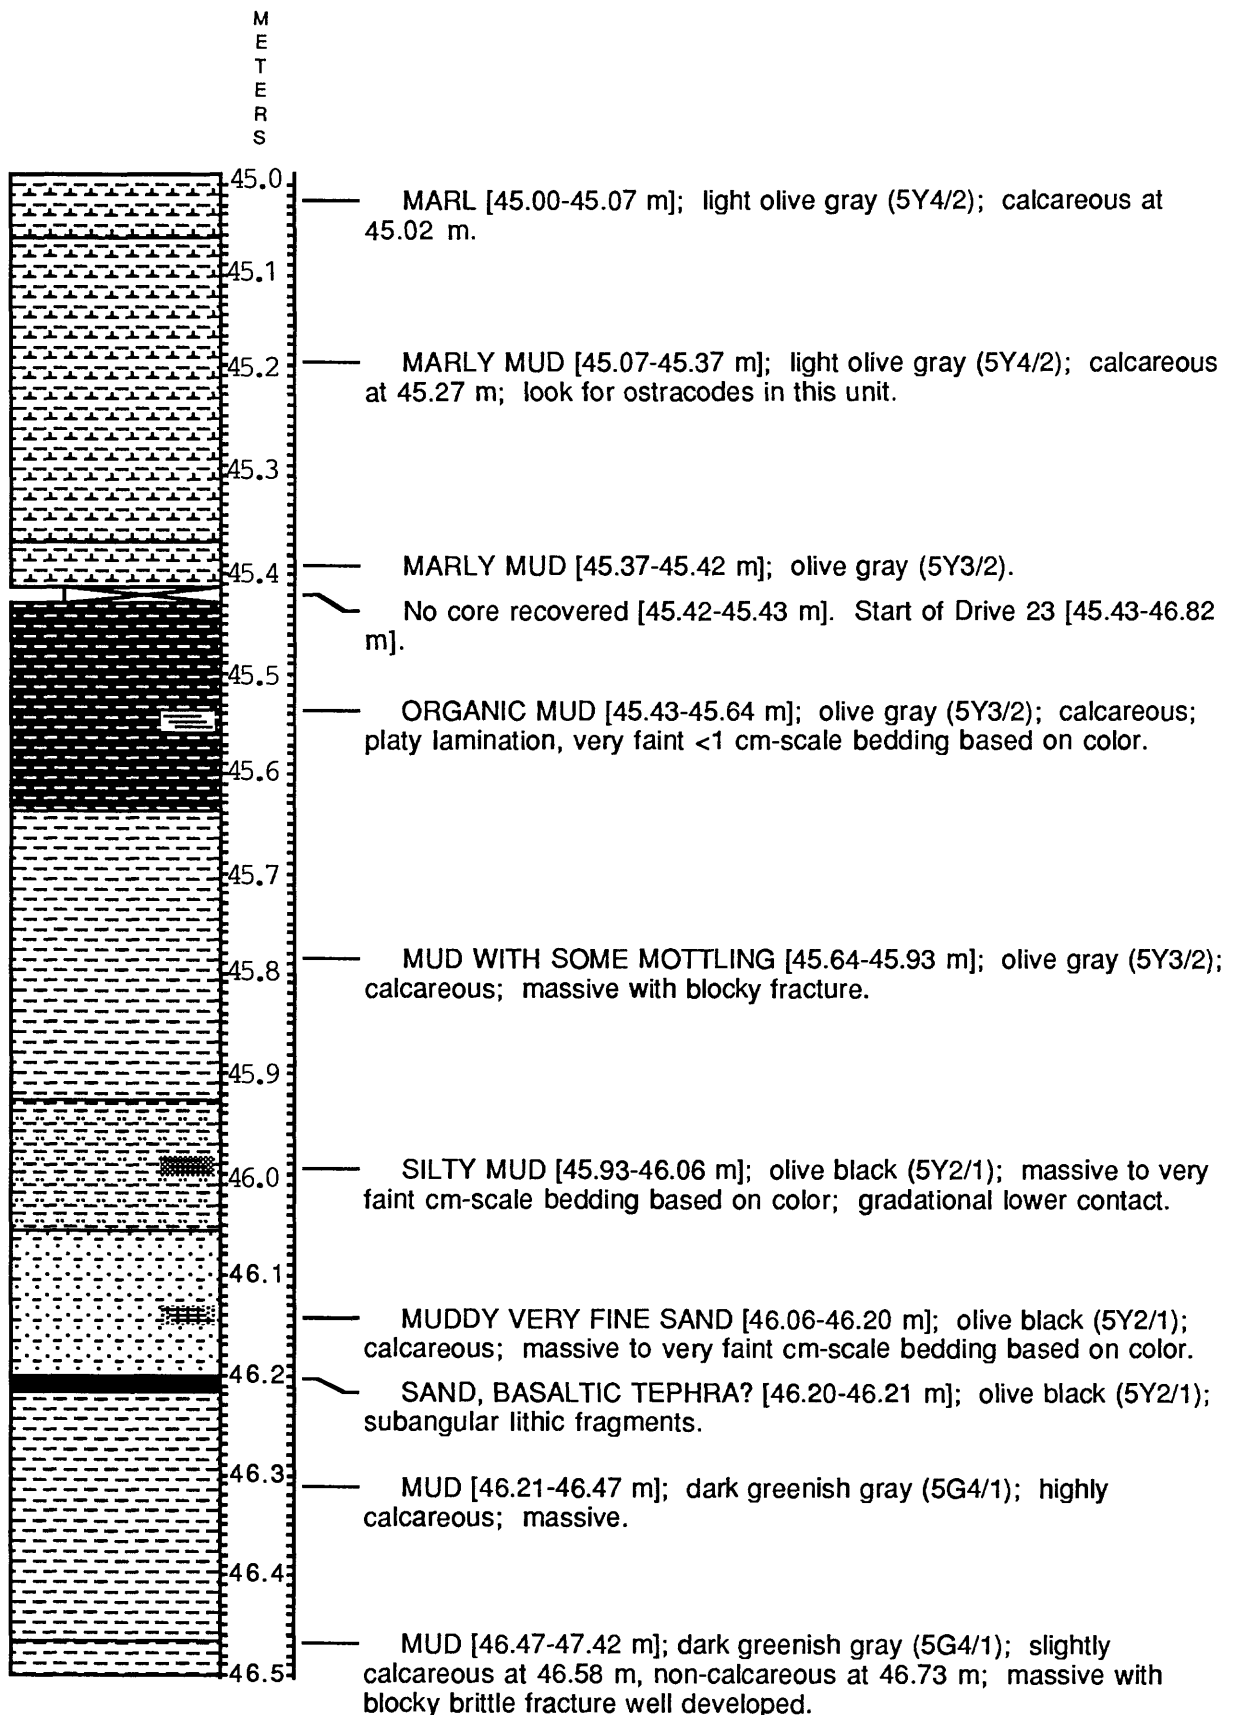 M
E
T
E
R
S
45.0
MARL [45.00-45.07 m]; light olive gray (5Y4/2); calcareous at
45.02 m.
45.1
45.2
MARLY MUD [45.07-45.37 m]; light olive gray (5Y4/2); calcareous
at 45.27 m; look for ostracodes in this unit.
45.3
45.4
MARLY MUD [45.37-45.42 m]; olive gray (5Y3/2).
No core recovered [45.42-45.43 m]. Start of Drive 23 [45.43-46.82
m].
45.5
ORGANIC MUD [45.43-45.64 m]; olive gray (5Y3/2); calcareous;
platy lamination, very faint <1 cm-scale bedding based on color.
45.6
45.7
45.8
MUD WITH SOME MOTTLING [45.64-45.93 m]; olive gray (5Y3/2);
calcareous; massive with blocky fracture.
45.9
46.0
SILTY MUD [45.93-46.06 m]; olive black (5Y2/1); massive to very
faint cm-scale bedding based on color; gradational lower contact.
46.1
MUDDY VERY FINE SAND [46.06-46.20 m]; olive black (5Y2/1);
calcareous; massive to very faint cm-scale bedding based on color.
46.2
SAND, BASALTIC TEPHRA? [46.20-46.21 m]; olive black (5Y2/1);
subangular lithic fragments.
46.3
MUD [46.21-46.47 m]; dark greenish gray (5G4/1); highly
calcareous; massive.
46.4
MUD [46.47-47.42 m]; dark greenish gray (5G4/1); slightly
46.5
calcareous at 46.58 m, non-calcareous at 46.73 m; massive with
blocky brittle fracture well developed.